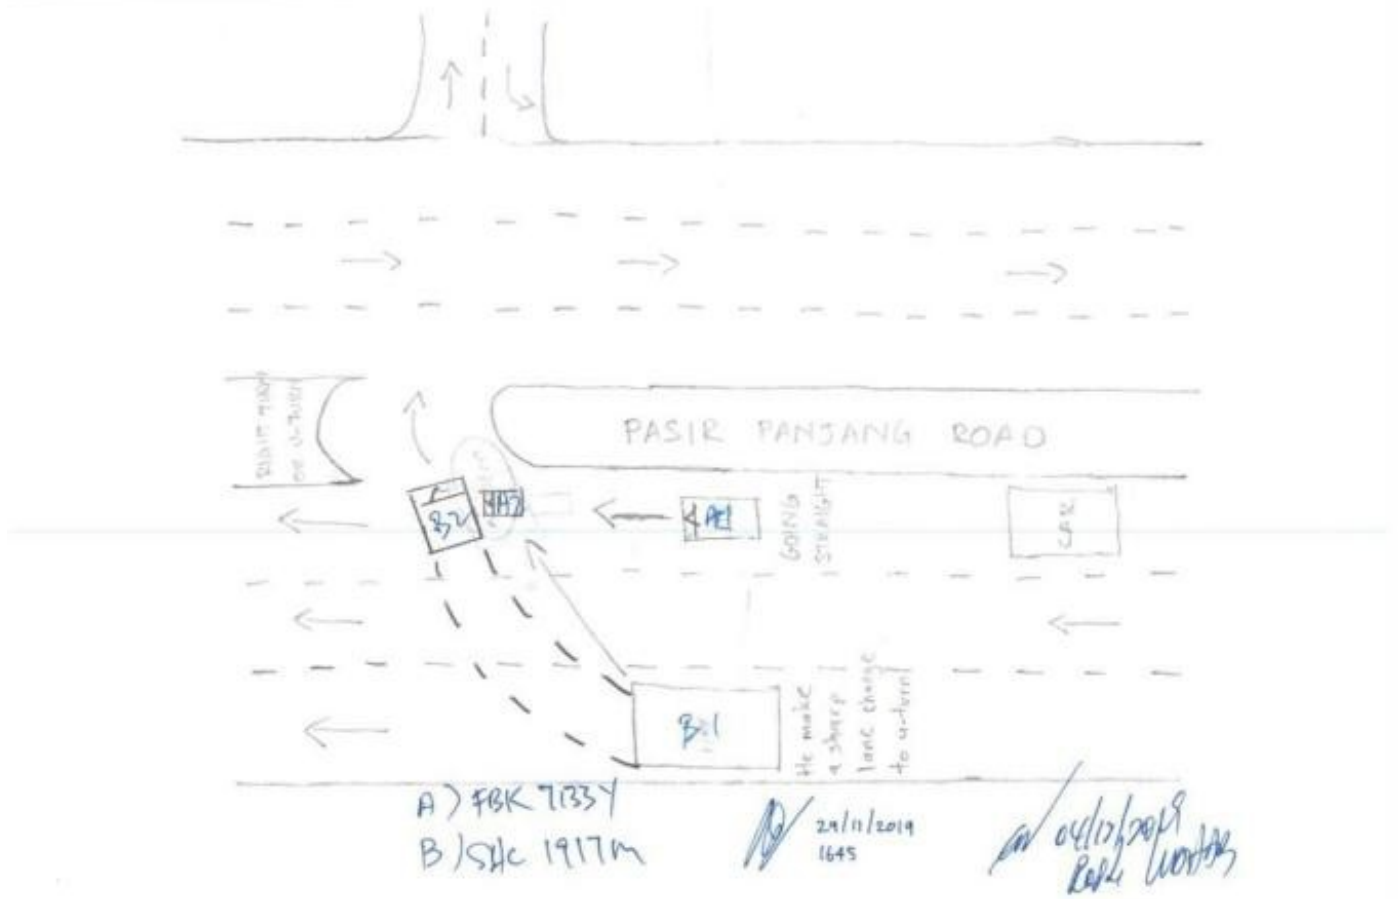 RIGHT TURN
OR U-TURN
PASIR PANJANG ROAD
B2
A2
A1
GOING
STRAIGHT
CAR
B1
He make
a sharp
lane change
to u-turn
A) FBK 7133Y
B) SHC 1917M
29/11/2019
1645
04/12/2019